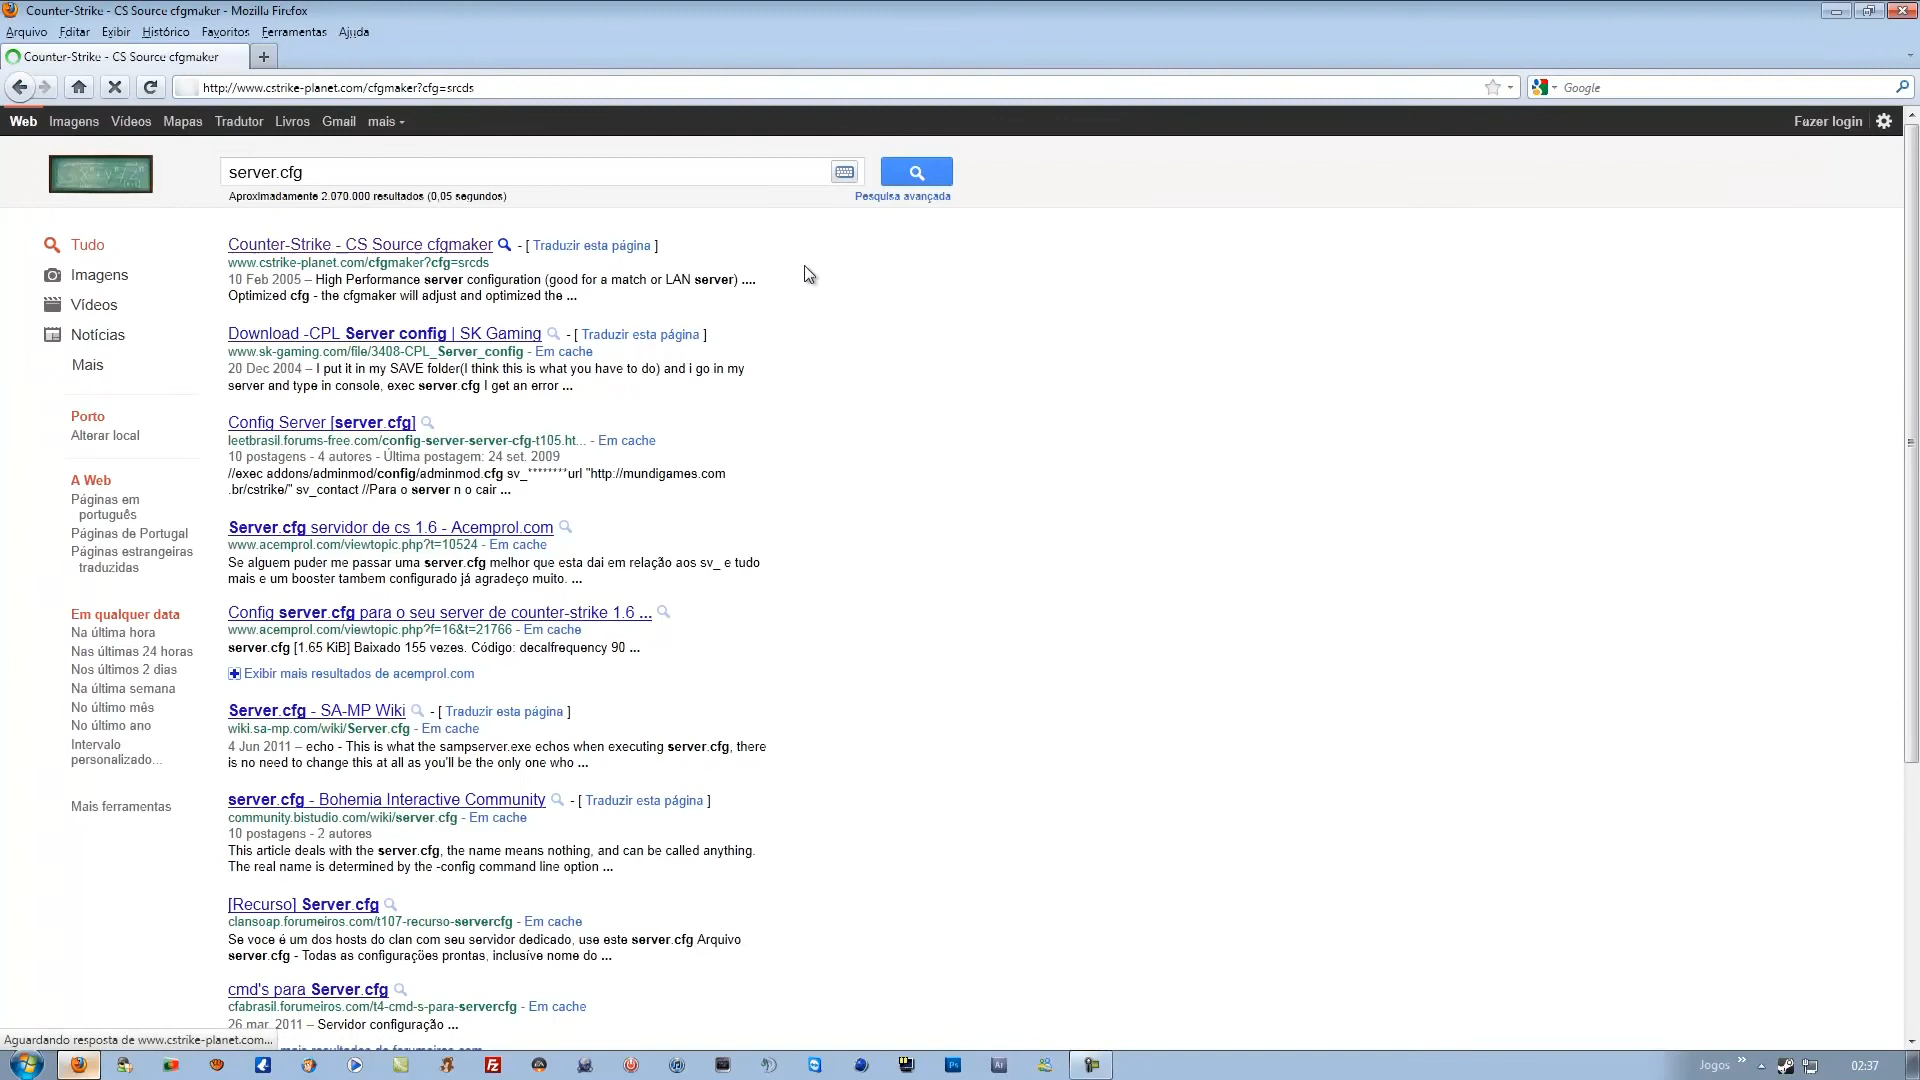 Counter-Strike - CS Source cfgmaker - Mozilla Firefox
Arquivo Editar Exibir Histórico Favoritos Ferramentas Ajuda
Counter-Strike - CS Source cfgmaker
http://www.cstrike-planet.com/cfgmaker?cfg=srcds
Google
Web Imagens Vídeos Mapas Tradutor Livros Gmail mais
Fazer login
server.cfg
Aproximadamente 2.070.000 resultados (0,05 segundos)
Pesquisa avançada
Tudo
Imagens
Vídeos
Notícias
Mais
Porto
Alterar local
A Web
Páginas em
português
Páginas de Portugal
Páginas estrangeiras
traduzidas
Em qualquer data
Na última hora
Nas últimas 24 horas
Nos últimos 2 dias
Na última semana
No último mês
No último ano
Intervalo
personalizado...
Mais ferramentas
Counter-Strike - CS Source cfgmaker - [ Traduzir esta página ]
www.cstrike-planet.com/cfgmaker?cfg=srcds
10 Feb 2005 – High Performance server configuration (good for a match or LAN server) ....
Optimized cfg - the cfgmaker will adjust and optimized the ...
Download -CPL Server config | SK Gaming - [ Traduzir esta página ]
www.sk-gaming.com/file/3408-CPL_Server_config - Em cache
20 Dec 2004 – I put it in my SAVE folder(I think this is what you have to do) and i go in my
server and type in console, exec server.cfg I get an error ...
Config Server [server.cfg]
leetbrasil.forums-free.com/config-server-server-cfg-t105.ht... - Em cache
10 postagens - 4 autores - Última postagem: 24 set. 2009
//exec addons/adminmod/config/adminmod.cfg sv_********url "http://mundigames.com
.br/cstrike/" sv_contact //Para o server n o cair ...
Server.cfg servidor de cs 1.6 - Acemprol.com
www.acemprol.com/viewtopic.php?t=10524 - Em cache
Se alguem puder me passar uma server.cfg melhor que esta dai em relação aos sv_ e tudo
mais e um booster tambem configurado já agradeço muito. ...
Config server.cfg para o seu server de counter-strike 1.6 ...
www.acemprol.com/viewtopic.php?f=16&t=21766 - Em cache
server.cfg [1.65 KiB] Baixado 155 vezes. Código: decalfrequency 90 ...
Exibir mais resultados de acemprol.com
Server.cfg - SA-MP Wiki - [ Traduzir esta página ]
wiki.sa-mp.com/wiki/Server.cfg - Em cache
4 Jun 2011 – echo - This is what the sampserver.exe echos when executing server.cfg, there
is no need to change this at all as you'll be the only one who ...
server.cfg - Bohemia Interactive Community - [ Traduzir esta página ]
community.bistudio.com/wiki/server.cfg - Em cache
10 postagens - 2 autores
This article deals with the server.cfg, the name means nothing, and can be called anything.
The real name is determined by the -config command line option ...
[Recurso] Server.cfg
clansoap.forumeiros.com/t107-recurso-servercfg - Em cache
Se voce é um dos hosts do clan com seu servidor dedicado, use este server.cfg Arquivo
server.cfg - Todas as configurações prontas, inclusíve nome do ...
cmd's para Server.cfg
cfabrasil.forumeiros.com/t4-cmd-s-para-servercfg - Em cache
26 mar. 2011 – Servidor configuração ...
mais resultados de forumeiros.com
Aguardando resposta de www.cstrike-planet.com...
Jogos
02:37